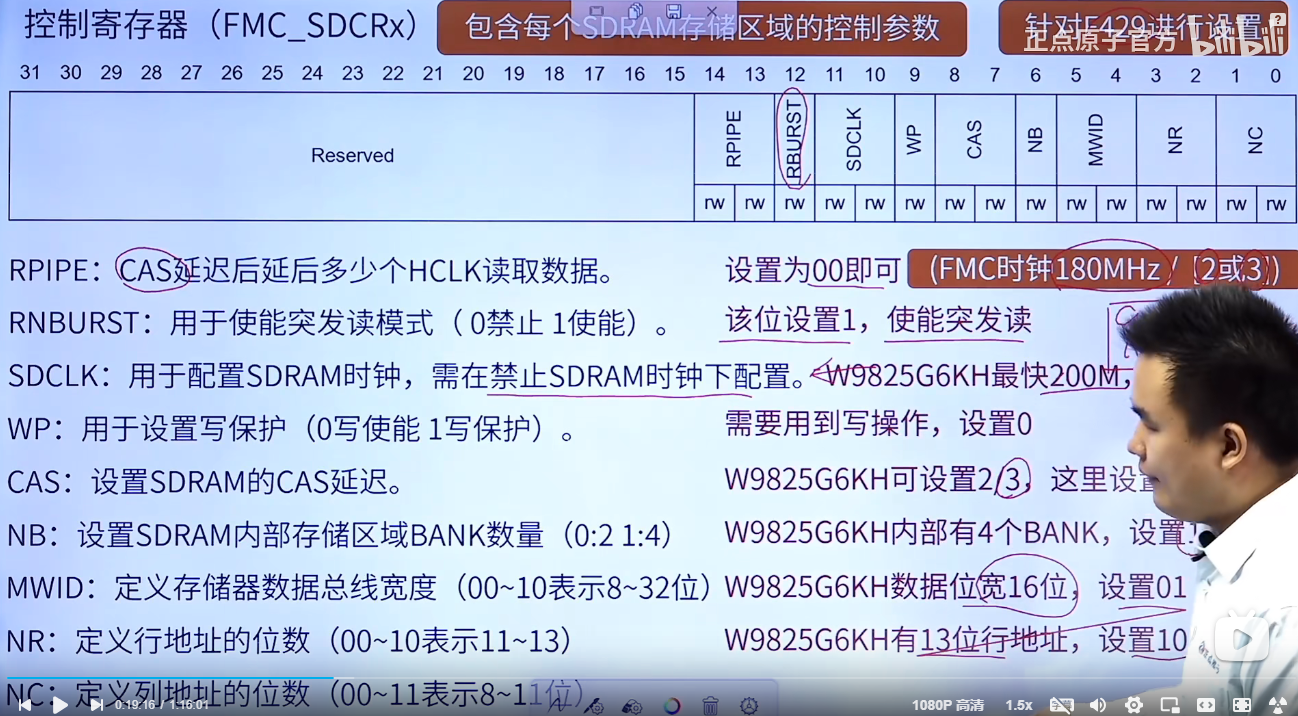 控制寄存器（FMC_SDCRx） 包含每个SDRAM存储区域的控制参数 针对F429进行设置
正点原子官方 bilibili
31 30 29 28 27 26 25 24 23 22 21 20 19 18 17 16 15 14 13 12 11 10 9 8 7 6 5 4 3 2 1 0
Reserved RPIPE RBURST SDCLK WP CAS NB MWID NR NC
rw rw rw rw rw rw rw rw rw rw rw rw rw rw rw
RPIPE：CAS延迟后延后多少个HCLK读取数据。 设置为00即可 (FMC时钟180MHz / [2或3])
RNBURST：用于使能突发读模式（0禁止 1使能）。 该位设置1，使能突发读
SDCLK：用于配置SDRAM时钟，需在禁止SDRAM时钟下配置。 W9825G6KH最快200M，
WP：用于设置写保护（0写使能 1写保护）。 需要用到写操作，设置0
CAS：设置SDRAM的CAS延迟。 W9825G6KH可设置2/3，这里设置
NB：设置SDRAM内部存储区域BANK数量（0:2 1:4） W9825G6KH内部有4个BANK，设置1
MWID：定义存储器数据总线宽度（00~10表示8~32位） W9825G6KH数据位宽16位，设置01
NR：定义行地址的位数（00~10表示11~13） W9825G6KH有13位行地址，设置10
NC：定义列地址的位数（00~11表示8~11位）
0:19:16 / 1:16:01 1080P 高清 1.5x